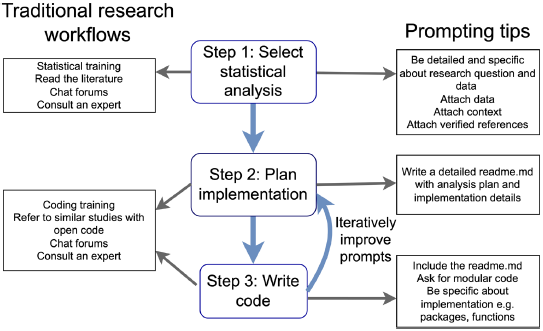 Traditional research
workflows
Prompting tips
Step 1: Select
statistical
analysis
Statistical training
Read the literature
Chat forums
Consult an expert
Be detailed and specific
about research question and
data
Attach data
Attach context
Attach verified references
Step 2: Plan
implementation
Write a detailed readme.md
with analysis plan and
implementation details
Coding training
Refer to similar studies with
open code
Chat forums
Consult an expert
Iteratively
improve
prompts
Step 3: Write
code
Include the readme.md
Ask for modular code
Be specific about
implementation e.g.
packages, functions